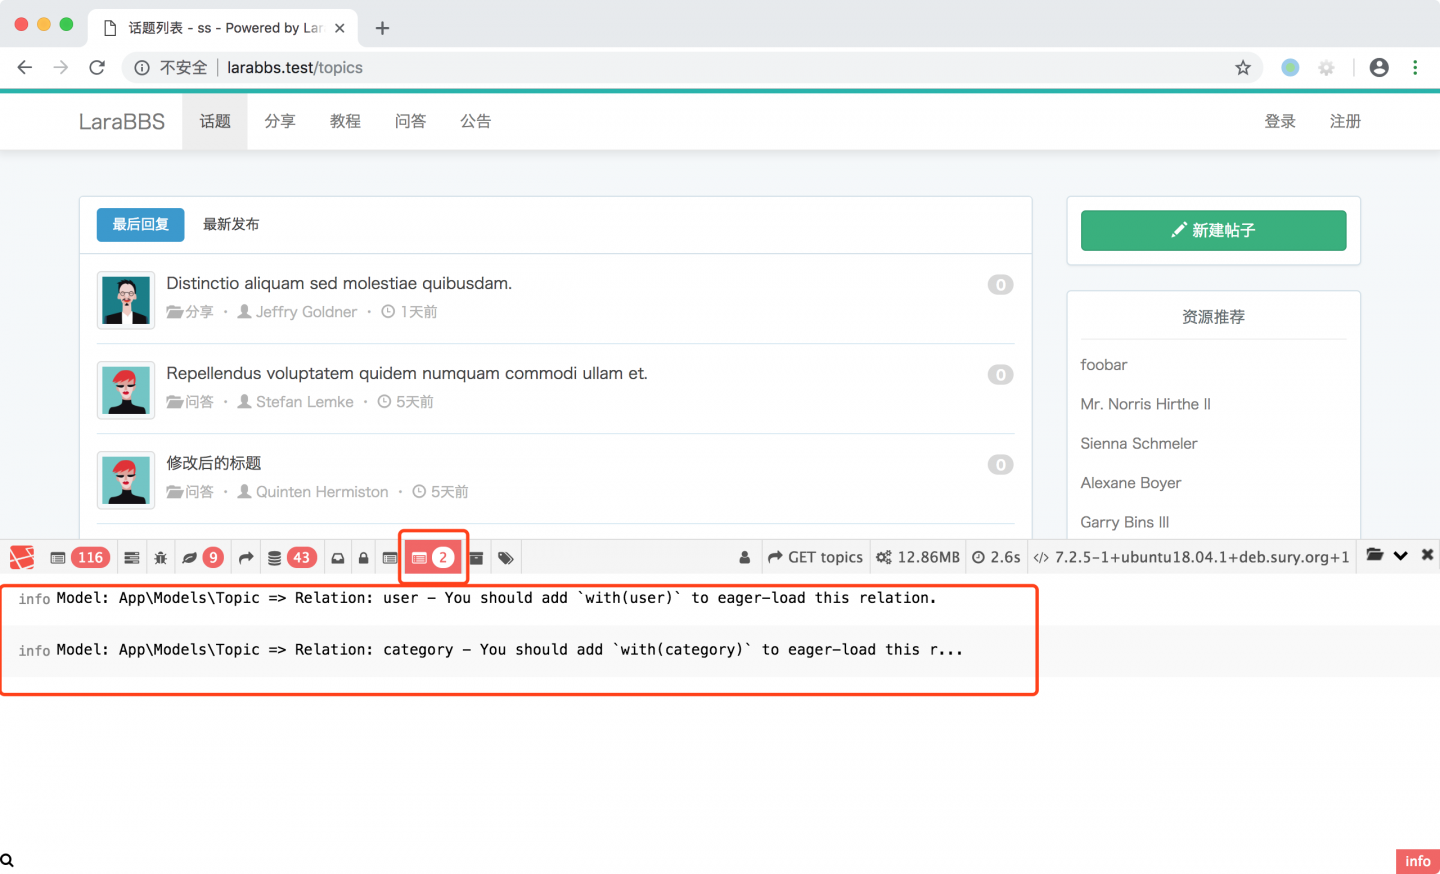 话题列表 - ss - Powered by Lar
不安全 larabbs.test/topics
LaraBBS 话题 分享 教程 问答 公告 登录 注册
最后回复 最新发布
新建帖子
Distinctio aliquam sed molestiae quibusdam. 0
分享 • Jeffry Goldner • 1天前
Repellendus voluptatem quidem numquam commodi ullam et. 0
问答 • Stefan Lemke • 5天前
修改后的标题 0
问答 • Quinten Hermiston • 5天前
资源推荐
foobar
Mr. Norris Hirthe II
Sienna Schmeler
Alexane Boyer
Garry Bins III
116 9 43 2 GET topics 12.86MB 2.6s 7.2.5-1+ubuntu18.04.1+deb.sury.org+1
info Model: App\Models\Topic => Relation: user - You should add `with(user)` to eager-load this relation.
info Model: App\Models\Topic => Relation: category - You should add `with(category)` to eager-load this r...
info